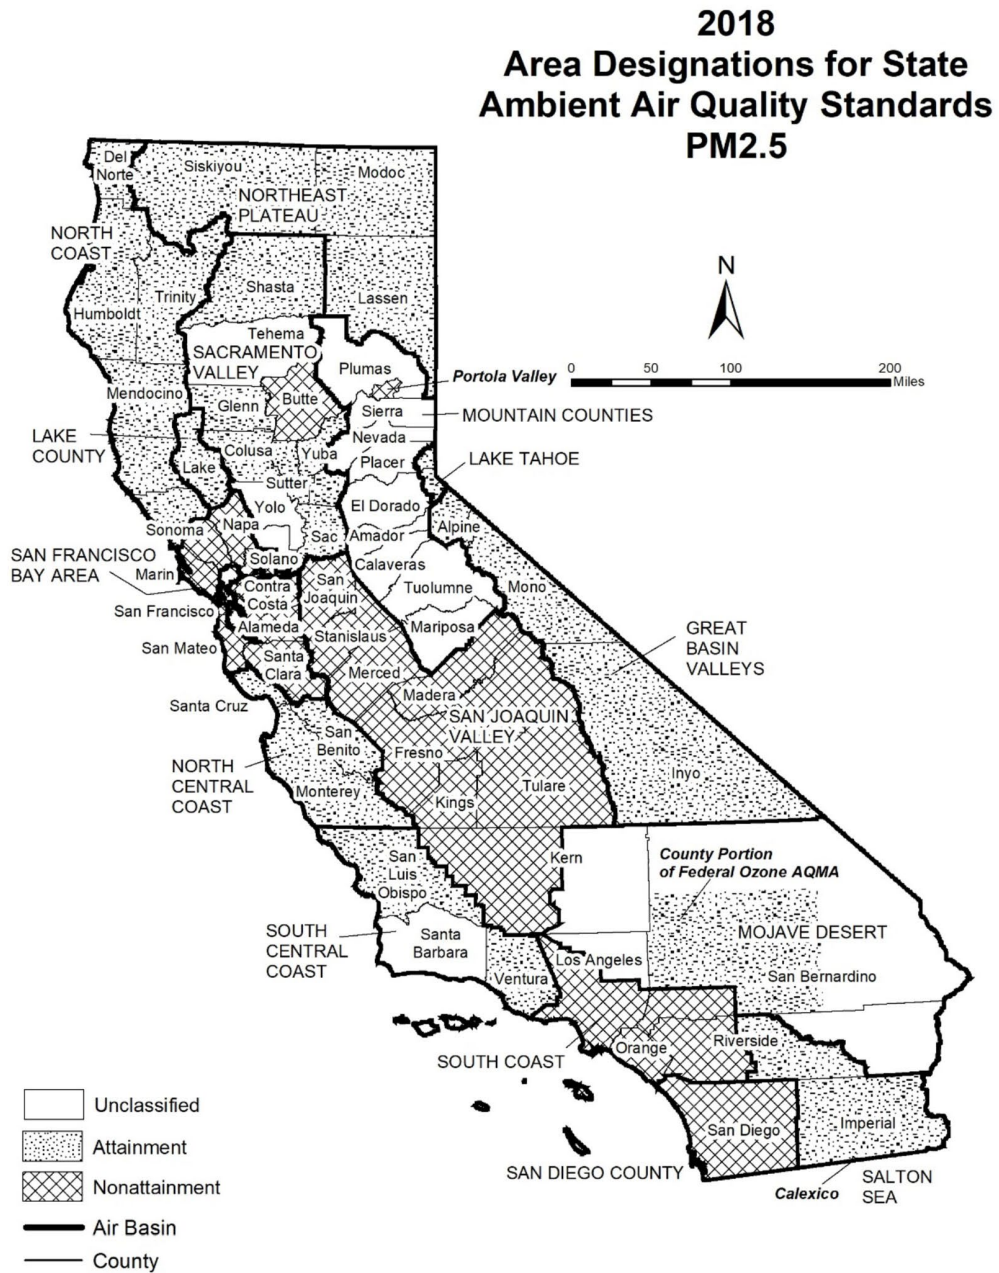 2018
Area Designations for State
Ambient Air Quality Standards
PM2.5
Del
Norte
Siskiyou
Modoc
NORTHEAST
PLATEAU
NORTH
COAST
Shasta
Trinity
Lassen
Humboldt
Tehema
SACRAMENTO
VALLEY
Plumas
Portola Valley
Mendocino
Butte
Glenn
Sierra
MOUNTAIN COUNTIES
LAKE
COUNTY
Nevada
Colusa
Yuba
Placer
LAKE TAHOE
Lake
Sutter
Yolo
El Dorado
Sonoma
Napa
Alpine
Sac
Amador
SAN FRANCISCO
BAY AREA
Solano
Calaveras
Marin
San
Joaquin
Contra
Costa
Tuolumne
Mono
San Francisco
Alameda
Stanislaus
Mariposa
San Mateo
GREAT
BASIN
VALLEYS
Santa
Clara
Merced
Madera
Santa Cruz
SAN JOAQUIN
VALLEY
San
Benito
Fresno
NORTH
CENTRAL
COAST
Inyo
Monterey
Kings
Tulare
San
Luis
Obispo
Kern
County Portion
of Federal Ozone AQMA
SOUTH
CENTRAL
COAST
Santa
Barbara
MOJAVE DESERT
Los Angeles
Ventura
San Bernardino
SOUTH COAST
Orange
Riverside
San Diego
Imperial
SAN DIEGO COUNTY
Calexico
SALTON
SEA
N
0 50 100 200
Miles
Unclassified
Attainment
Nonattainment
Air Basin
County